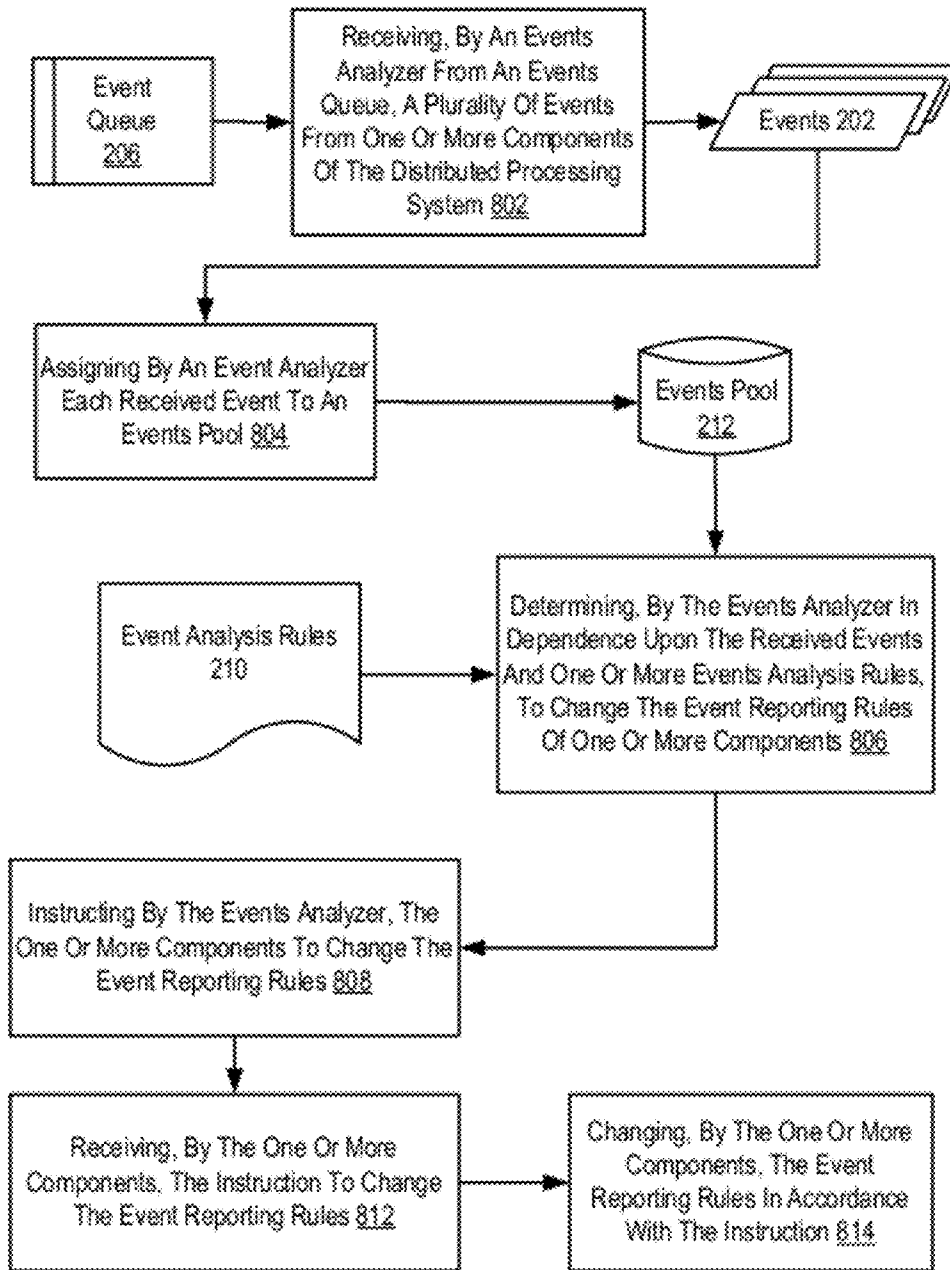 Event
Queue
206
Receiving, By An Events
Analyzer From An Events
Queue, A Plurality Of Events
From One Or More Components
Of The Distributed Processing
System 802
Events 202
Assigning By An Event Analyzer
Each Received Event To An
Events Pool 804
Events Pool
212
Event Analysis Rules
210
Determining, By The Events Analyzer In
Dependence Upon The Received Events
And One Or More Events Analysis Rules,
To Change The Event Reporting Rules
Of One Or More Components 806
Instructing By The Events Analyzer, The
One Or More Components To Change The
Event Reporting Rules 808
Receiving, By The One Or More
Components, The Instruction To Change
The Event Reporting Rules 812
Changing, By The One Or More
Components, The Event
Reporting Rules In Accordance
With The Instruction 814